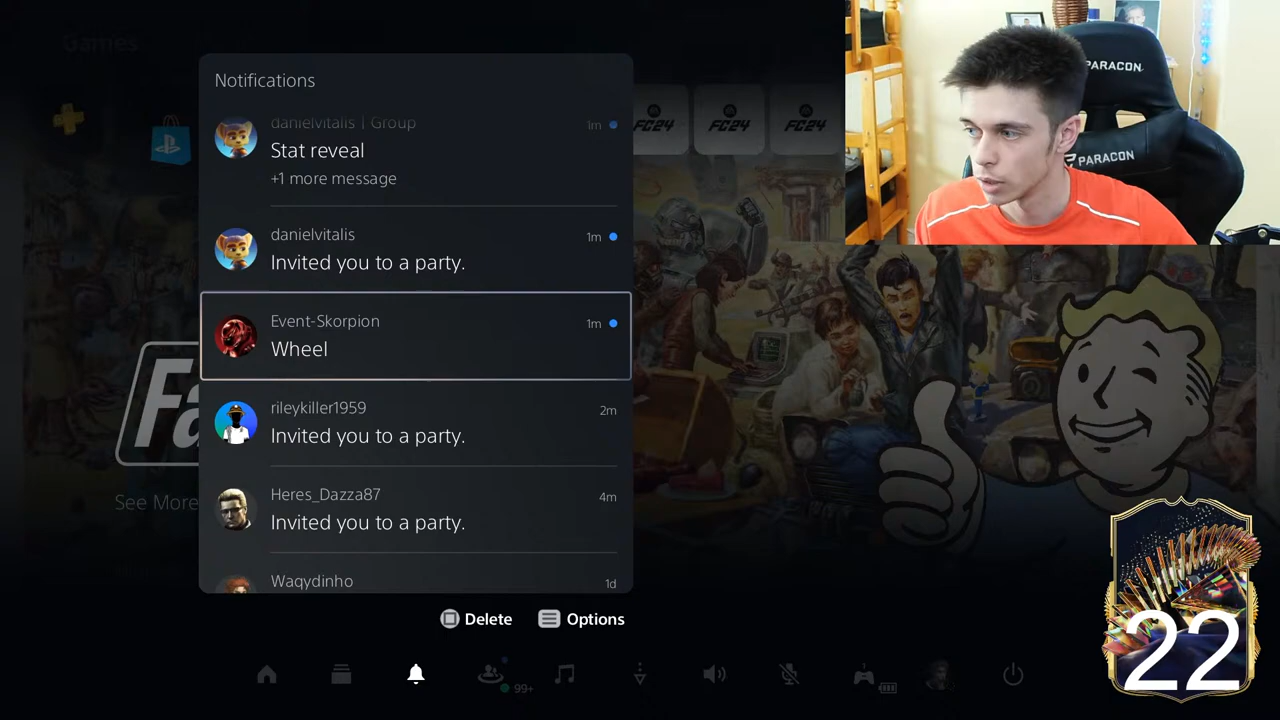 Games
Notifications
danielvitalis | Group
1m
Stat reveal
+1 more message
danielvitalis
1m
Invited you to a party.
Event-Skorpion
1m
Wheel
rileykiller1959
2m
Invited you to a party.
Heres_Dazza87
4m
Invited you to a party.
Waqydinho
1d
Delete
Options
See More
Fa
FC24
FC24
FC24
PARACON
PARACON
99+
1
22